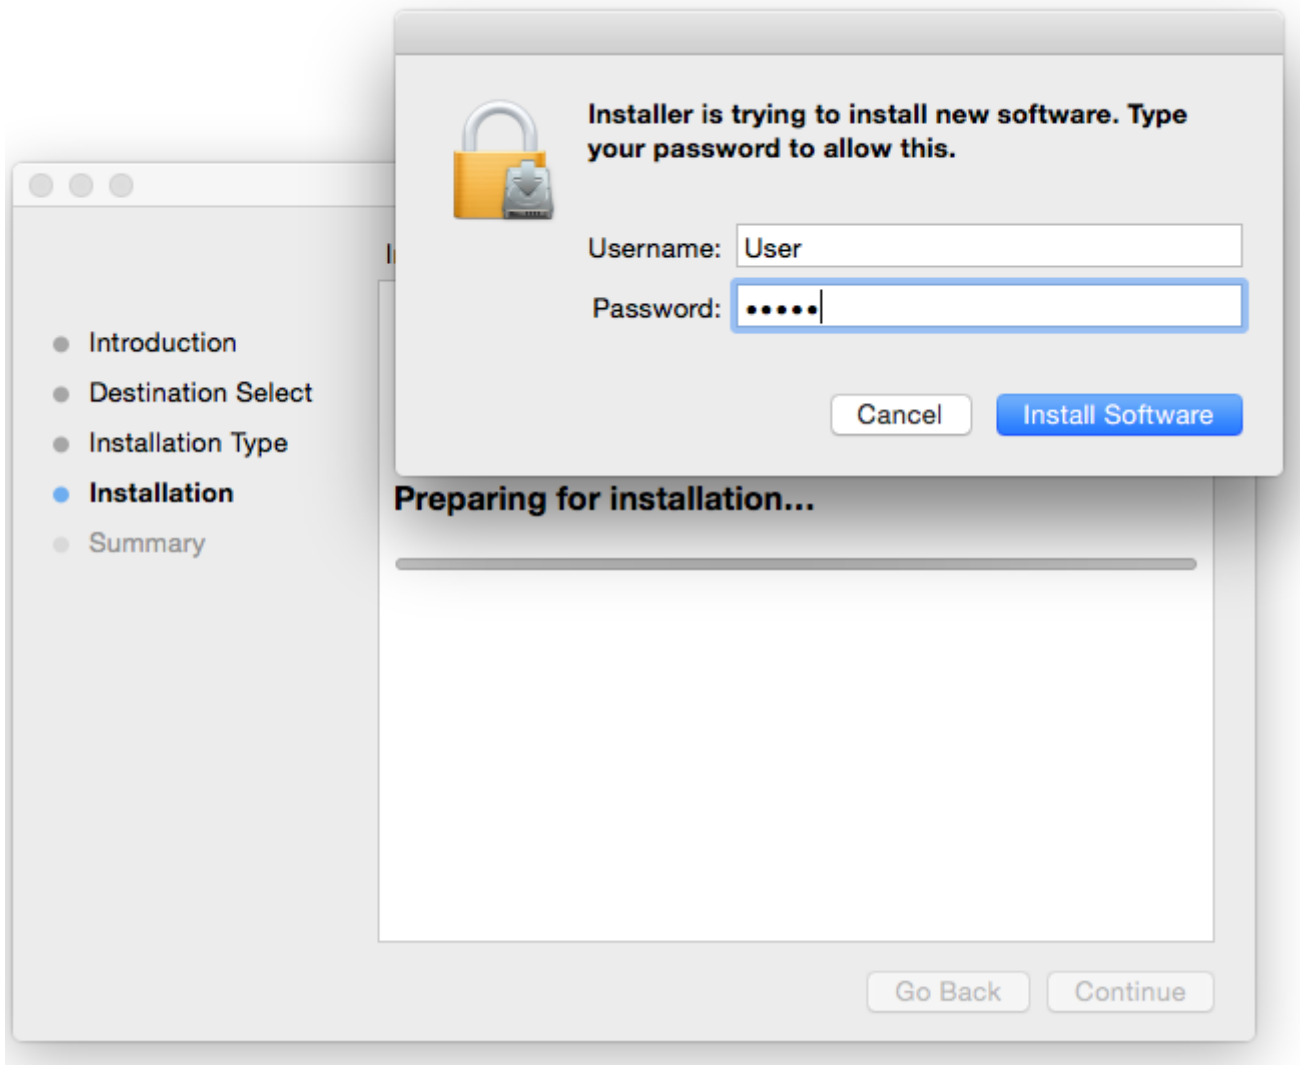 Installer is trying to install new software. Type
your password to allow this.
Username: User
Password: •••••
Cancel Install Software
Introduction
Destination Select
Installation Type
Installation
Summary
Preparing for installation...
Go Back Continue